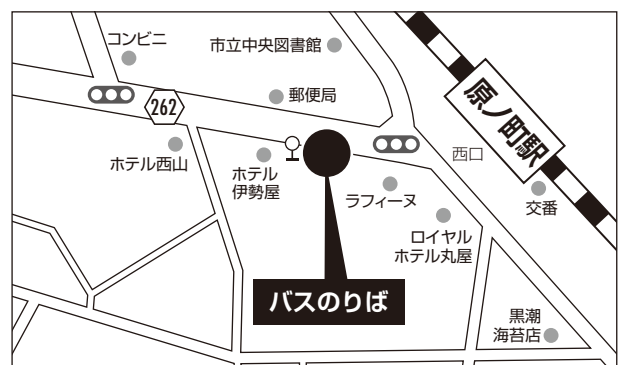 コンビニ
市立中央図書館
262
郵便局
原ノ町駅
西口
ホテル西山
ホテル
伊勢屋
ラフィーヌ
交番
ロイヤル
ホテル丸屋
バスのりば
黒潮
海苔店